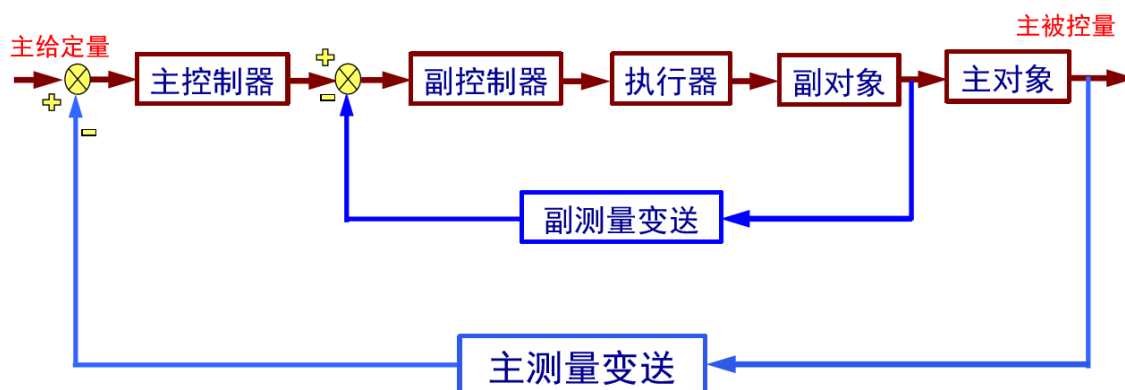 主给定量
主被控量
主控制器
副控制器
执行器
副对象
主对象
副测量变送
主测量变送